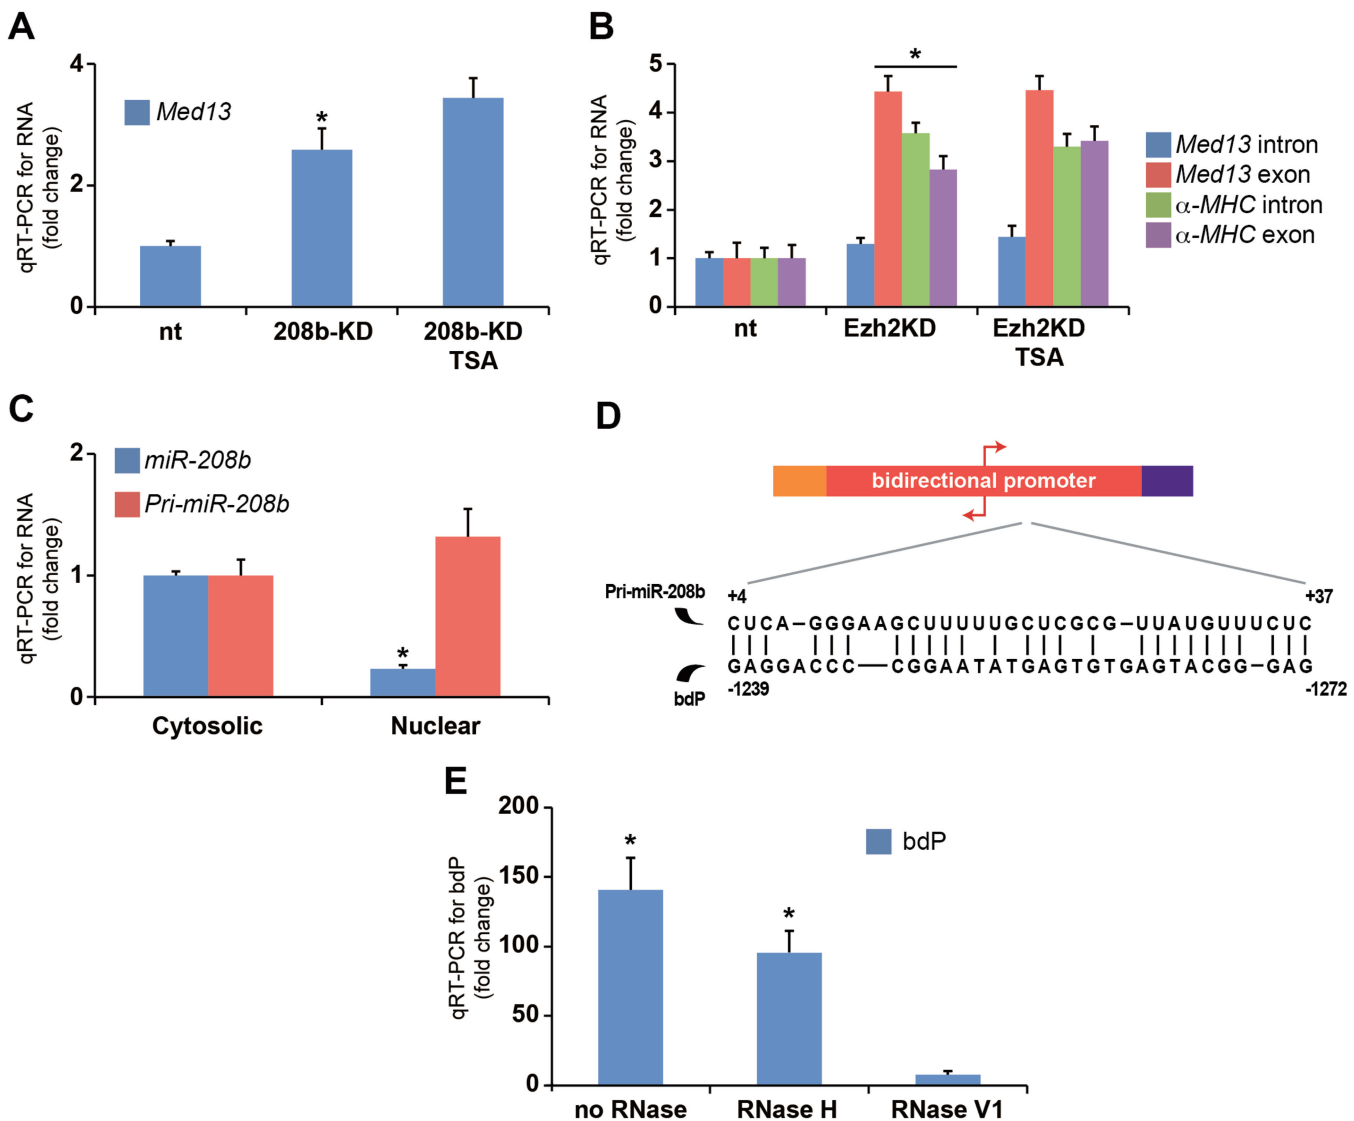 A
qRT-PCR for RNA
(fold change)
4
2
0
Med13
*
nt
208b-KD
208b-KD
TSA
B
qRT-PCR for RNA
(fold change)
5
4
3
2
1
0
*
nt
Ezh2KD
Ezh2KD
TSA
Med13 intron
Med13 exon
α-MHC intron
α-MHC exon
C
qRT-PCR for RNA
(fold change)
2
1
0
miR-208b
Pri-miR-208b
*
Cytosolic
Nuclear
D
bidirectional promoter
Pri-miR-208b
+4
+37
CUCA–GGGAAGCUUUUUGCUCGCG–UUAUGUUUCUC
GAGGACCC—CGGAATATGAGTGTGAGTACGG–GAG
bdP
-1239
-1272
E
qRT-PCR for bdP
(fold change)
200
150
100
50
0
*
*
bdP
no RNase
RNase H
RNase V1